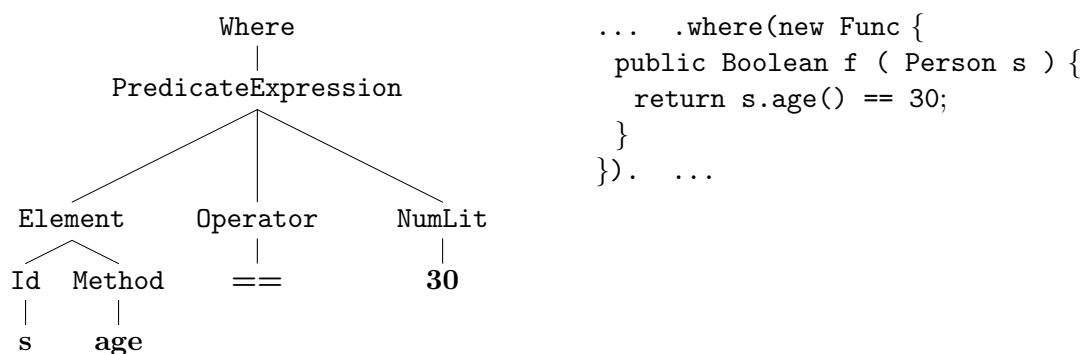 Where
PredicateExpression
Element Operator NumLit
Id Method == 30
s age
... .where(new Func {
public Boolean f ( Person s ) {
return s.age() == 30;
}
}). ...